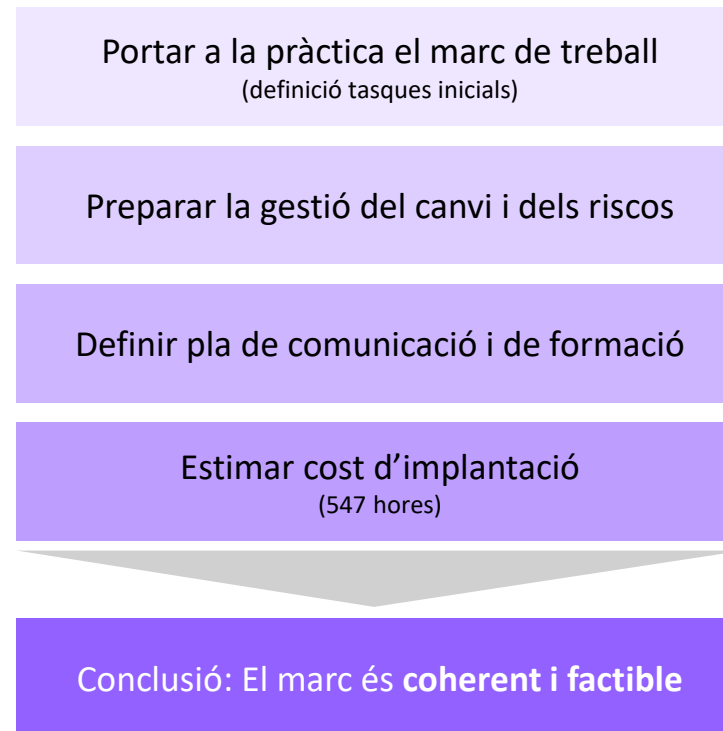 Portar a la pràctica el marc de treball
(definició tasques inicials)
Preparar la gestió del canvi i dels riscos
Definir pla de comunicació i de formació
Estimar cost d’implantació
(547 hores)
Conclusió: El marc és coherent i factible